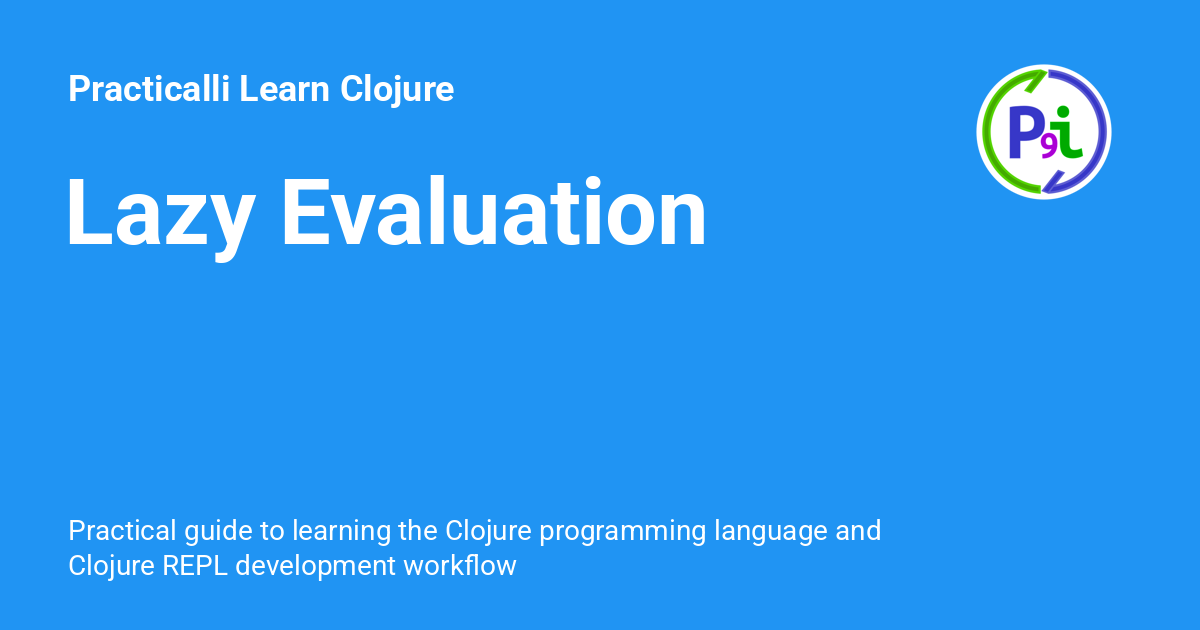 Practicalli Learn Clojure
Lazy Evaluation
P9i
Practical guide to learning the Clojure programming language and
Clojure REPL development workflow